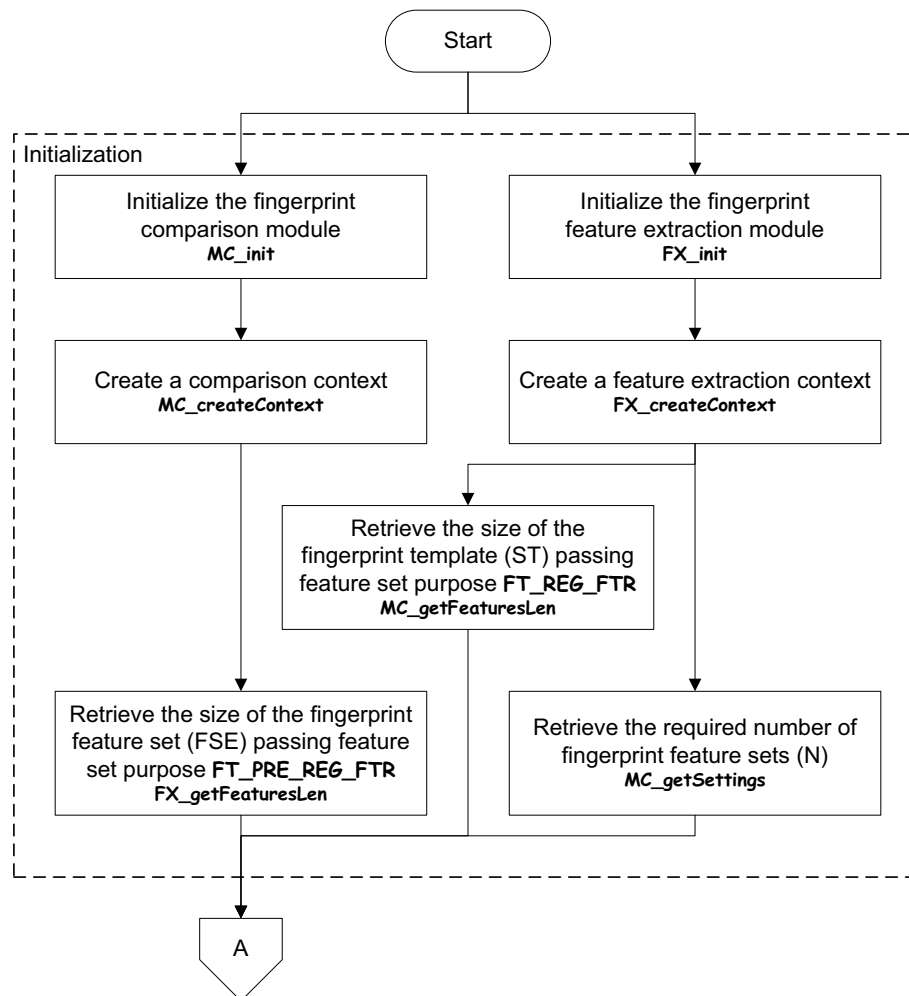 Start
Initialization
Initialize the fingerprint
comparison module
MC_init
Initialize the fingerprint
feature extraction module
FX_init
Create a comparison context
MC_createContext
Create a feature extraction context
FX_createContext
Retrieve the size of the
fingerprint template (ST) passing
feature set purpose FT_REG_FTR
MC_getFeaturesLen
Retrieve the size of the fingerprint
feature set (FSE) passing feature
set purpose FT_PRE_REG_FTR
FX_getFeaturesLen
Retrieve the required number of
fingerprint feature sets (N)
MC_getSettings
A